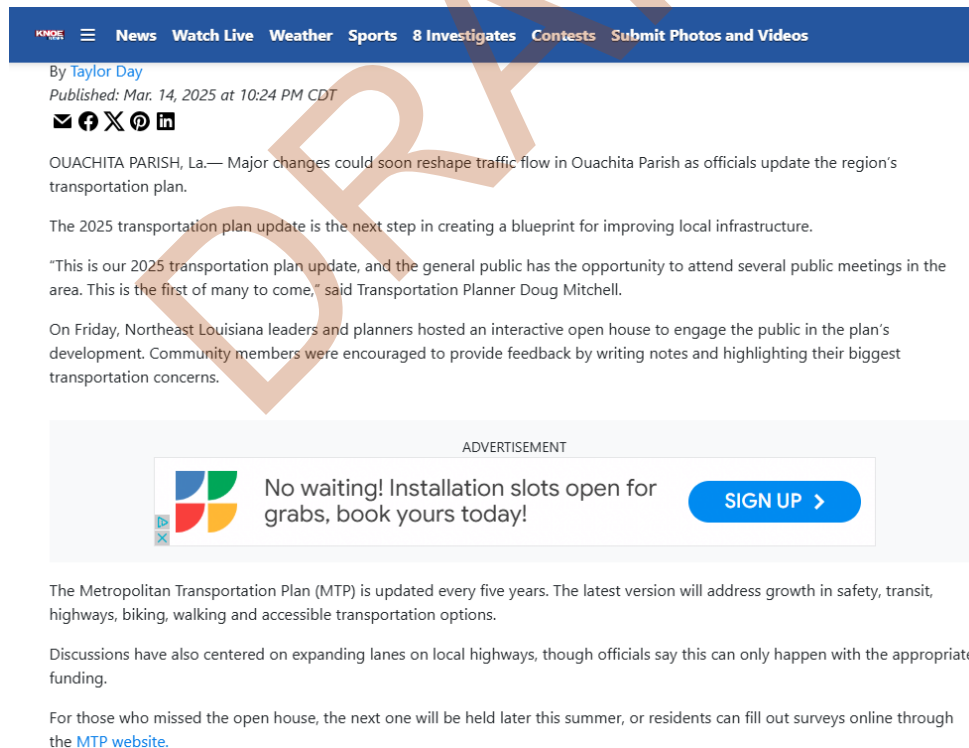 KNOE News Watch Live Weather Sports 8 Investigates Contests Submit Photos and Videos
By Taylor Day
Published: Mar. 14, 2025 at 10:24 PM CDT
OUACHITA PARISH, La.— Major changes could soon reshape traffic flow in Ouachita Parish as officials update the region’s
transportation plan.
The 2025 transportation plan update is the next step in creating a blueprint for improving local infrastructure.
“This is our 2025 transportation plan update, and the general public has the opportunity to attend several public meetings in the
area. This is the first of many to come,” said Transportation Planner Doug Mitchell.
On Friday, Northeast Louisiana leaders and planners hosted an interactive open house to engage the public in the plan’s
development. Community members were encouraged to provide feedback by writing notes and highlighting their biggest
transportation concerns.
ADVERTISEMENT
No waiting! Installation slots open for
grabs, book yours today!
SIGN UP
The Metropolitan Transportation Plan (MTP) is updated every five years. The latest version will address growth in safety, transit,
highways, biking, walking and accessible transportation options.
Discussions have also centered on expanding lanes on local highways, though officials say this can only happen with the appropriate
funding.
For those who missed the open house, the next one will be held later this summer, or residents can fill out surveys online through
the MTP website.
DRA